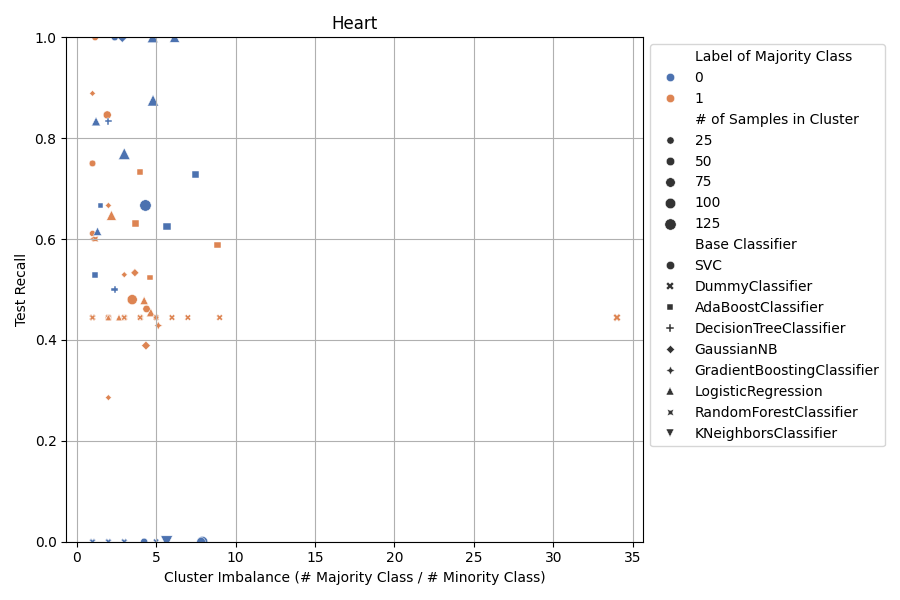 Heart
Test Recall
1.0
0.8
0.6
0.4
0.2
0.0
0 5 10 15 20 25 30 35
Cluster Imbalance (# Majority Class / # Minority Class)
Label of Majority Class
0
1
# of Samples in Cluster
25
50
75
100
125
Base Classifier
SVC
DummyClassifier
AdaBoostClassifier
DecisionTreeClassifier
GaussianNB
GradientBoostingClassifier
LogisticRegression
RandomForestClassifier
KNeighborsClassifier